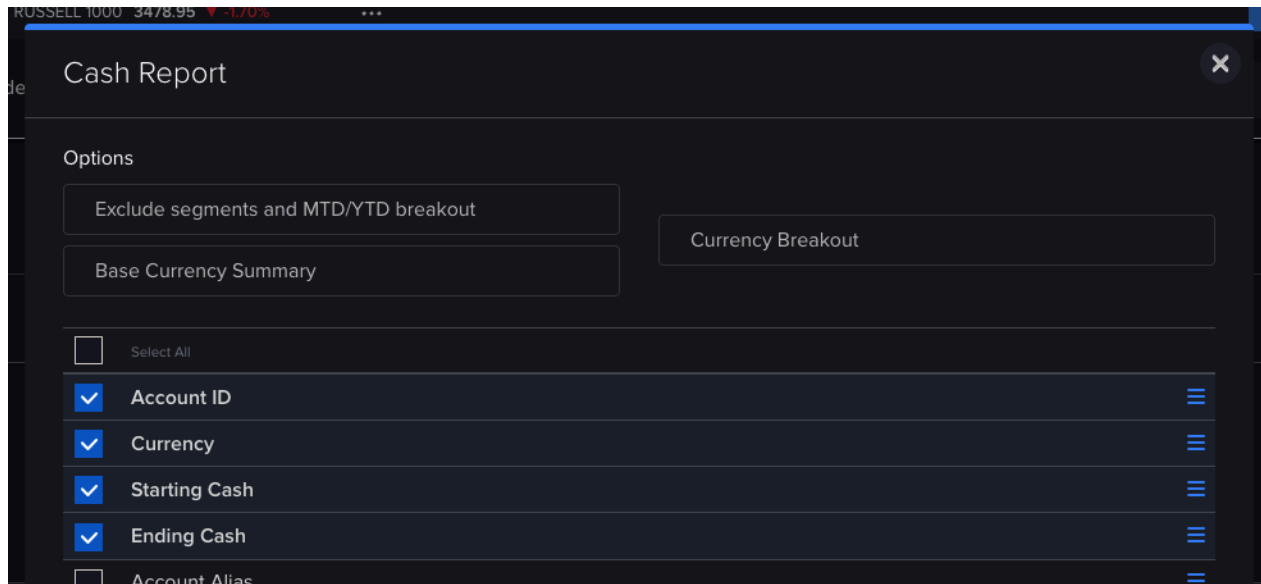 RUSSELL 1000 3478.95 ▼ -1.70% •••
Cash Report
de
Options
Exclude segments and MTD/YTD breakout
Currency Breakout
Base Currency Summary
Select All
Account ID
Currency
Starting Cash
Ending Cash
Account Alias